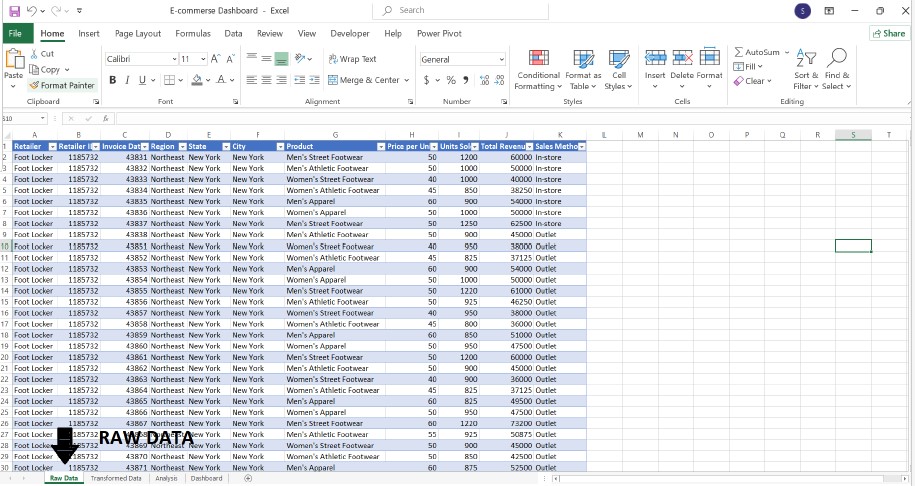 E-commerse Dashboard - Excel
Search
S
File Home Insert Page Layout Formulas Data Review View Developer Help Power Pivot Share
Paste Cut Copy Format Painter Clipboard
Calibri 11 B I U Font
Wrap Text Merge & Center Alignment
General $ % Number
Conditional Formatting Format as Table Cell Styles Styles
Insert Delete Format Cells
AutoSum Fill Clear Sort & Filter Find & Select Editing
S10 fx
A B C D E F G H I J K L M N O P Q R S T
1 Retailer Retailer I Invoice Dat Region State City Product Price per Un Units Sol Total Revenu Sales Metho
2 Foot Locker 1185732 43831 Northeast New York New York Men's Street Footwear 50 1200 60000 In-store
3 Foot Locker 1185732 43832 Northeast New York New York Men's Athletic Footwear 50 1000 50000 In-store
4 Foot Locker 1185732 43833 Northeast New York New York Women's Street Footwear 40 1000 40000 In-store
5 Foot Locker 1185732 43834 Northeast New York New York Women's Athletic Footwear 45 850 38250 In-store
6 Foot Locker 1185732 43835 Northeast New York New York Men's Apparel 60 900 54000 In-store
7 Foot Locker 1185732 43836 Northeast New York New York Women's Apparel 50 1000 50000 In-store
8 Foot Locker 1185732 43837 Northeast New York New York Men's Street Footwear 50 1250 62500 In-store
9 Foot Locker 1185732 43838 Northeast New York New York Men's Athletic Footwear 50 900 45000 Outlet
10 Foot Locker 1185732 43851 Northeast New York New York Women's Street Footwear 40 950 38000 Outlet
11 Foot Locker 1185732 43852 Northeast New York New York Women's Athletic Footwear 45 825 37125 Outlet
12 Foot Locker 1185732 43853 Northeast New York New York Men's Apparel 60 900 54000 Outlet
13 Foot Locker 1185732 43854 Northeast New York New York Women's Apparel 50 1000 50000 Outlet
14 Foot Locker 1185732 43855 Northeast New York New York Men's Street Footwear 50 1220 61000 Outlet
15 Foot Locker 1185732 43856 Northeast New York New York Men's Athletic Footwear 50 925 46250 Outlet
16 Foot Locker 1185732 43857 Northeast New York New York Women's Street Footwear 40 950 38000 Outlet
17 Foot Locker 1185732 43858 Northeast New York New York Women's Athletic Footwear 45 800 36000 Outlet
18 Foot Locker 1185732 43859 Northeast New York New York Men's Apparel 60 850 51000 Outlet
19 Foot Locker 1185732 43860 Northeast New York New York Women's Apparel 50 950 47500 Outlet
20 Foot Locker 1185732 43861 Northeast New York New York Men's Street Footwear 50 1200 60000 Outlet
21 Foot Locker 1185732 43862 Northeast New York New York Men's Athletic Footwear 50 900 45000 Outlet
22 Foot Locker 1185732 43863 Northeast New York New York Women's Street Footwear 40 900 36000 Outlet
23 Foot Locker 1185732 43864 Northeast New York New York Women's Athletic Footwear 45 825 37125 Outlet
24 Foot Locker 1185732 43865 Northeast New York New York Men's Apparel 60 825 49500 Outlet
25 Foot Locker 1185732 43866 Northeast New York New York Women's Apparel 50 950 47500 Outlet
26 Foot Locker 1185732 43867 Northeast New York New York Men's Street Footwear 60 1220 73200 Outlet
27 Foot Locker New York New York Men's Athletic Footwear 55 925 50875 Outlet
RAW DATA
28 Foot Locker 43869 Northeast New York New York Women's Street Footwear 50 900 45000 Outlet
29 Foot Locker 43870 Northeast New York New York Women's Athletic Footwear 50 850 42500 Outlet
30 Foot Locker 1185732 43871 Northeast New York New York Men's Apparel 60 875 52500 Outlet
Raw Data Transformed Data Analysis Dashboard